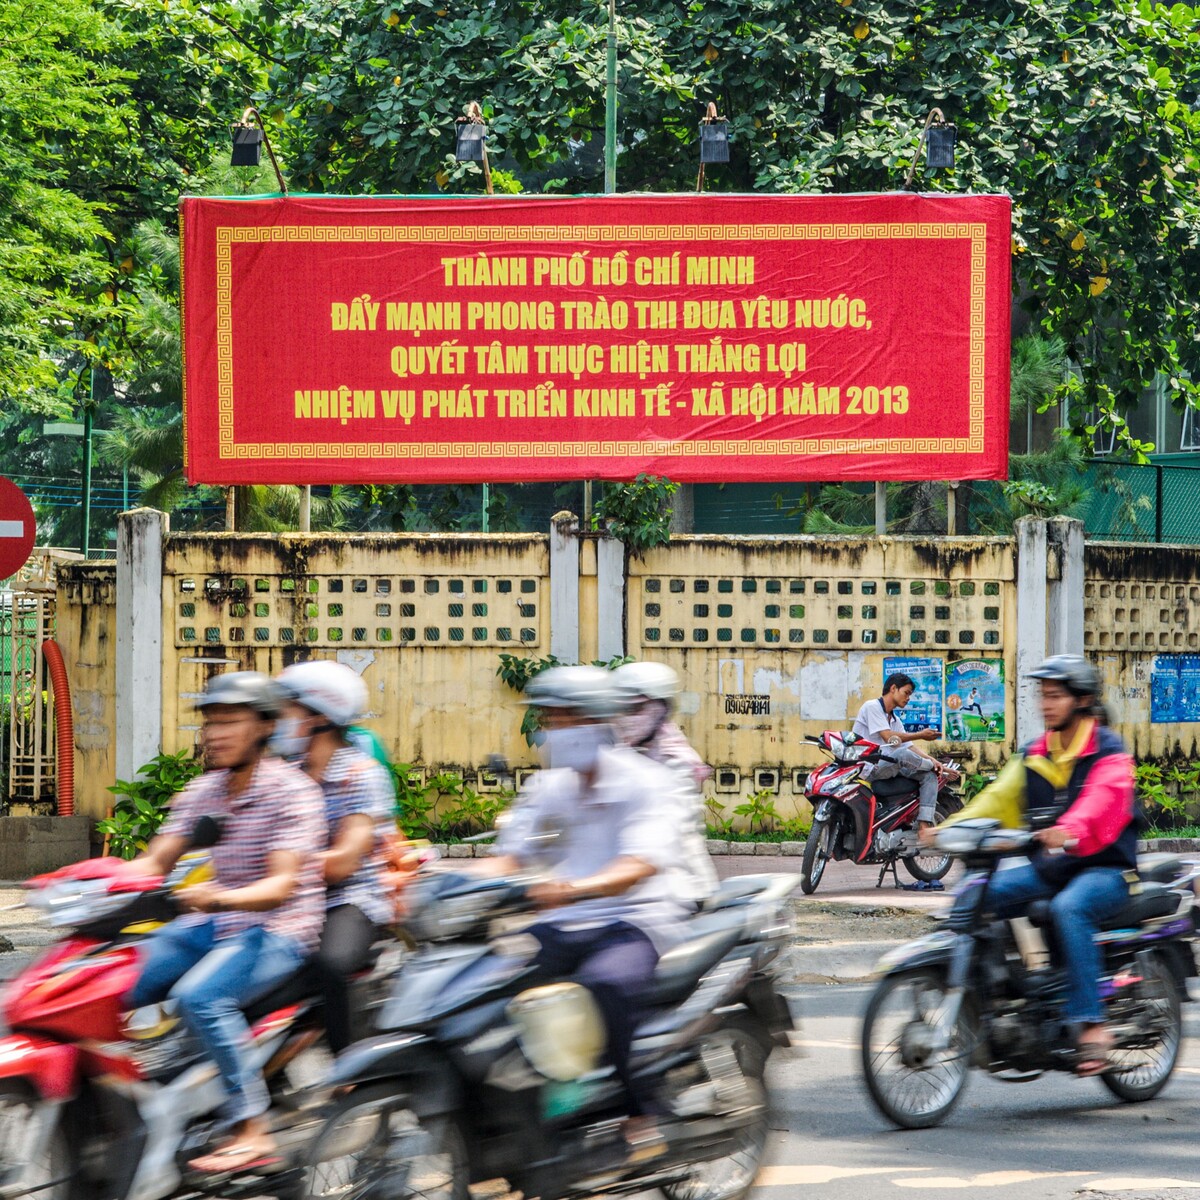 THÀNH PHỐ HỒ CHÍ MINH
ĐẨY MẠNH PHONG TRÀO THI ĐUA YÊU NƯỚC,
QUYẾT TÂM THỰC HIỆN THẮNG LỢI
NHIỆM VỤ PHÁT TRIỂN KINH TẾ - XÃ HỘI NĂM 2013